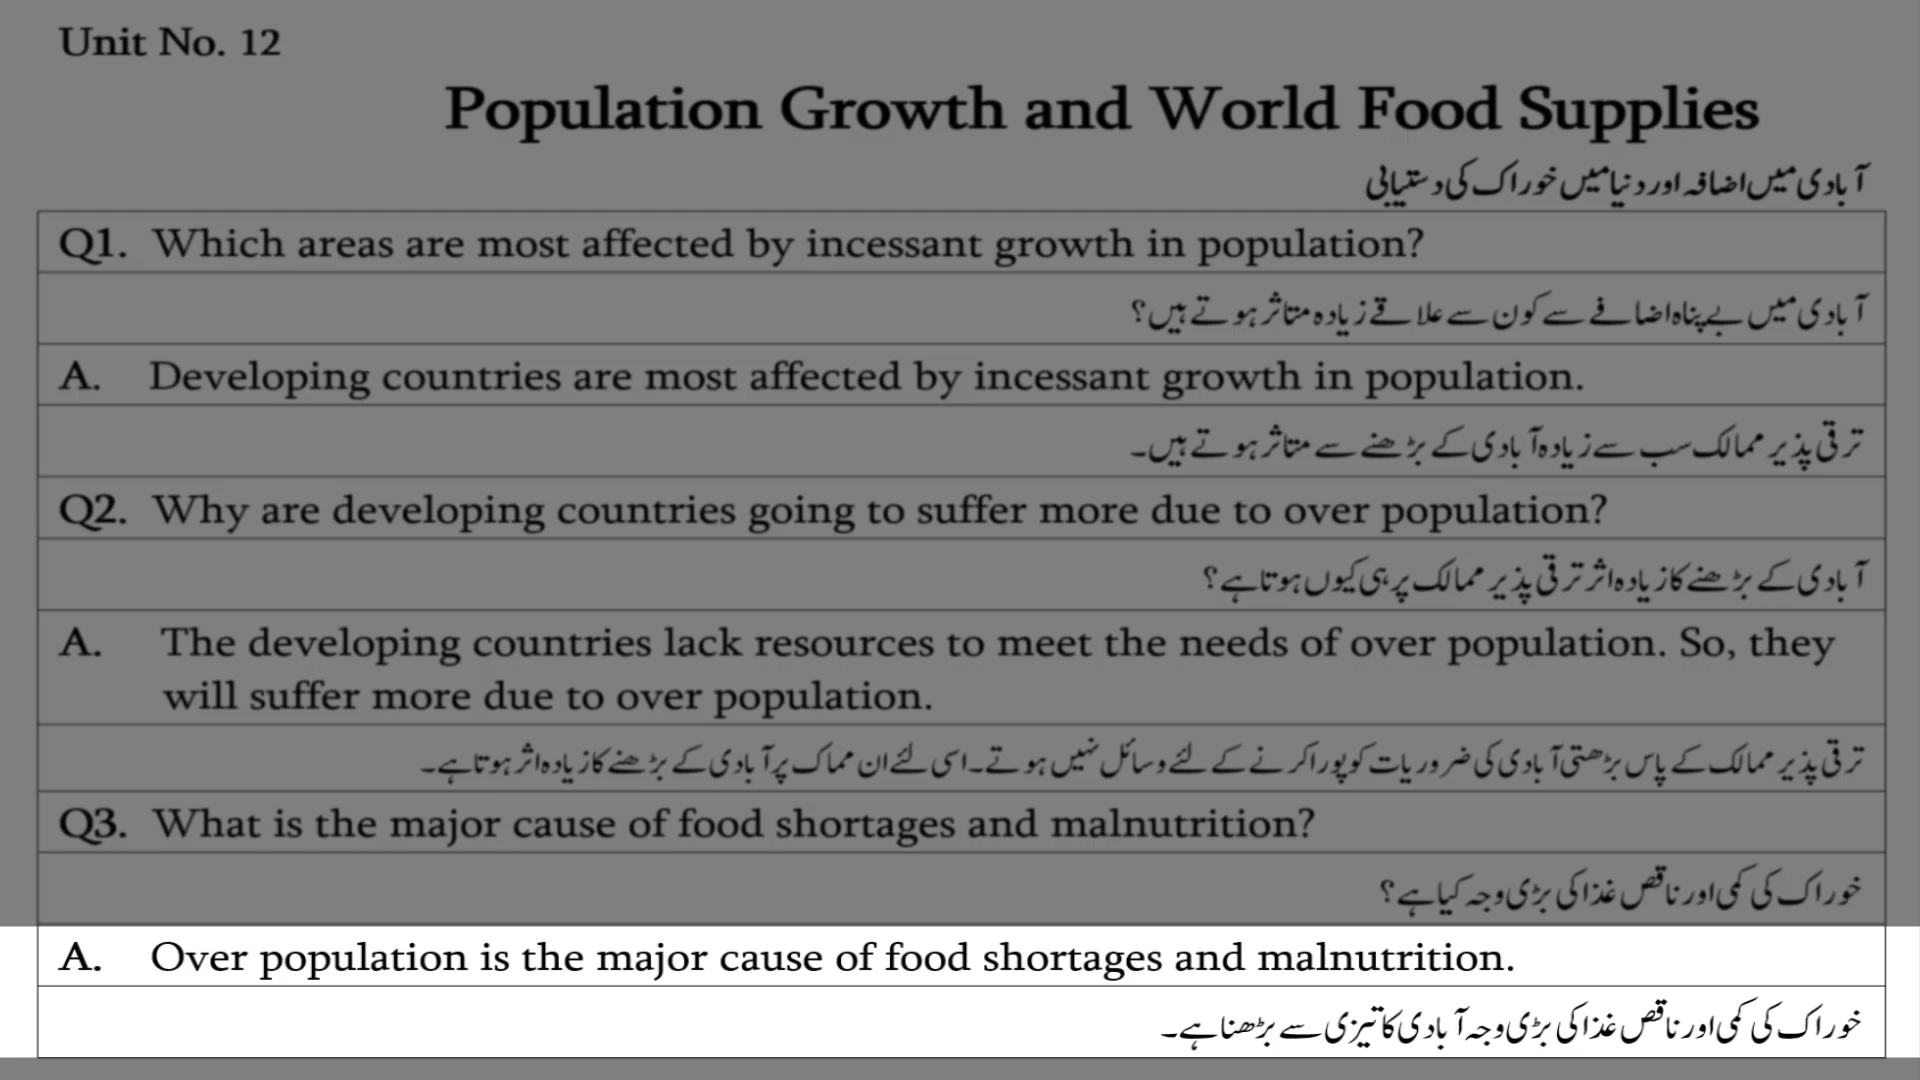 Unit No. 12
Population Growth and World Food Supplies
آبادی میں اضافہ اور دنیا میں خوراک کی دستیابی
Q1. Which areas are most affected by incessant growth in population?
آبادی میں بے پناہ اضافے سے کون سے علاقے زیادہ متاثر ہوتے ہیں؟
A. Developing countries are most affected by incessant growth in population.
ترقی پذیر ممالک سب سے زیادہ آبادی کے بڑھنے سے متاثر ہوتے ہیں۔
Q2. Why are developing countries going to suffer more due to over population?
آبادی کے بڑھنے کا زیادہ اثر ترقی پذیر ممالک پر ہی کیوں ہوتا ہے؟
A. The developing countries lack resources to meet the needs of over population. So, they
will suffer more due to over population.
ترقی پذیر ممالک کے پاس بڑھتی آبادی کی ضروریات کو پورا کرنے کے لئے وسائل نہیں ہوتے۔ اسی لئے ان مماک پر آبادی کے بڑھنے کا زیادہ اثر ہوتا ہے۔
Q3. What is the major cause of food shortages and malnutrition?
خوراک کی کمی اور ناقص غذا کی بڑی وجہ کیا ہے؟
A. Over population is the major cause of food shortages and malnutrition.
خوراک کی کمی اور ناقص غذا کی بڑی وجہ آبادی کا تیزی سے بڑھنا ہے۔